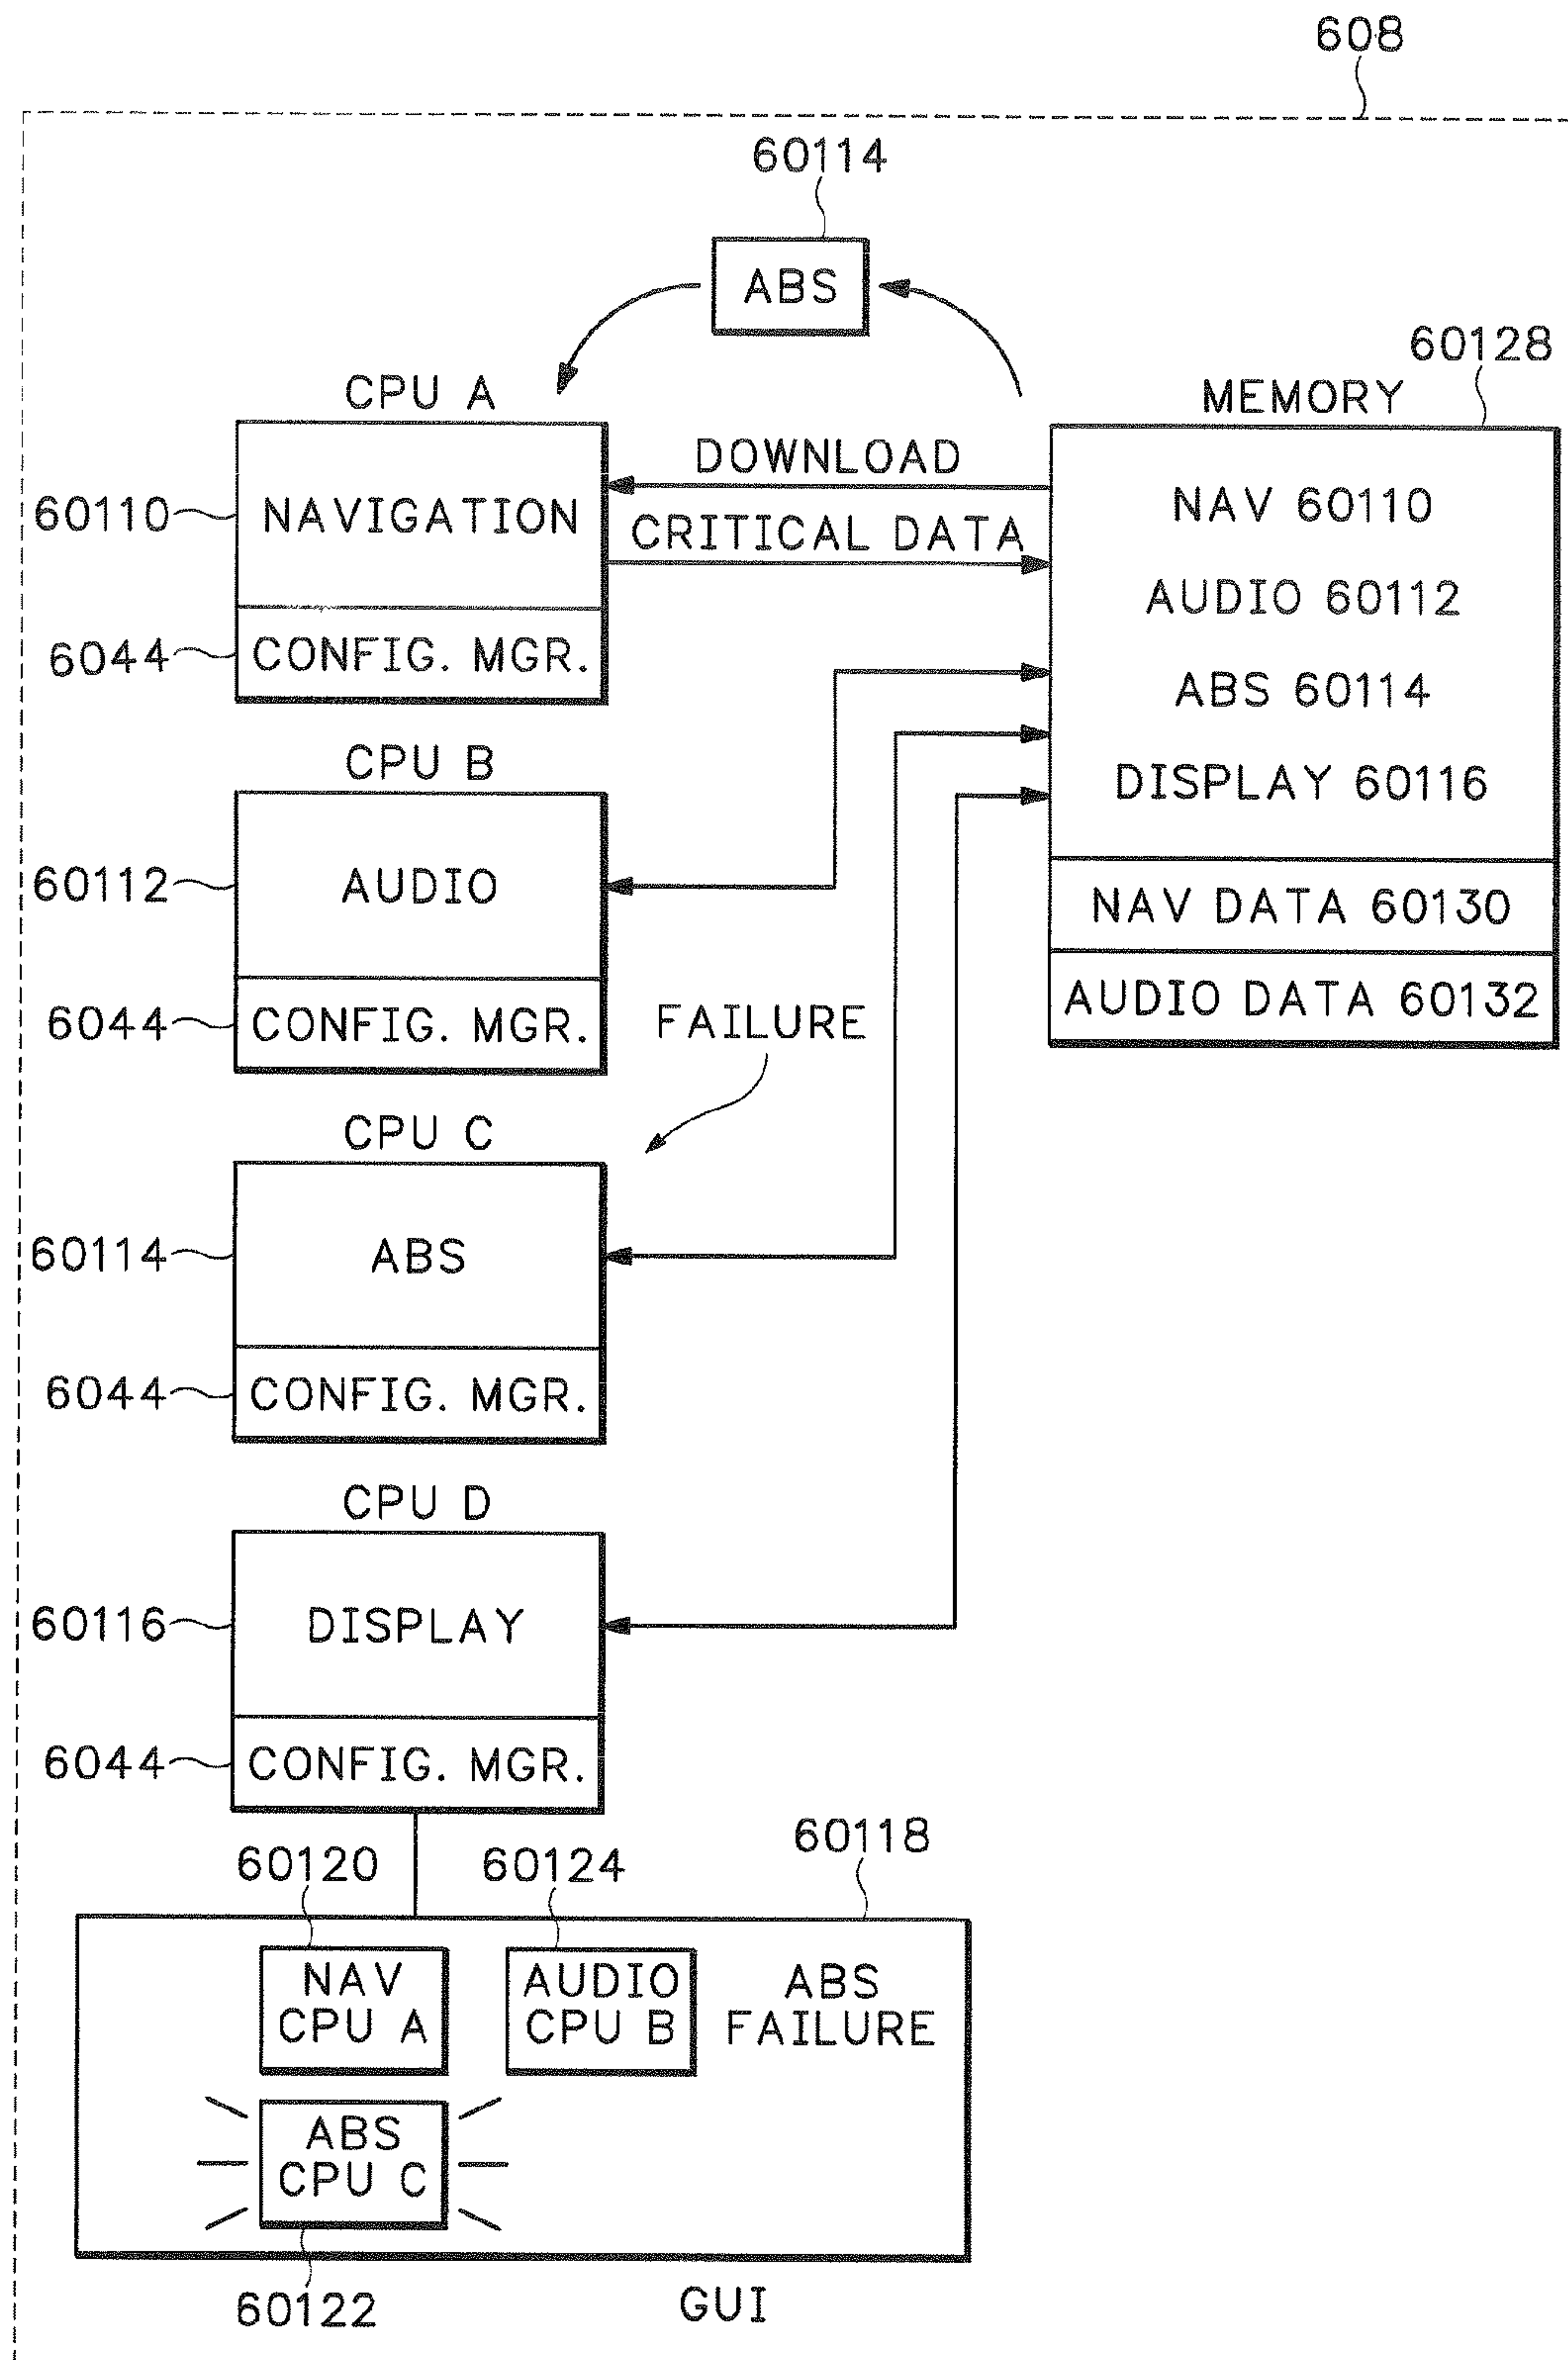 608
60114
ABS
60128
CPU A
MEMORY
DOWNLOAD
60110
NAVIGATION
NAV 60110
CRITICAL DATA
AUDIO 60112
6044
CONFIG. MGR.
ABS 60114
CPU B
DISPLAY 60116
60112
AUDIO
NAV DATA 60130
6044
CONFIG. MGR.
FAILURE
AUDIO DATA 60132
CPU C
60114
ABS
6044
CONFIG. MGR.
CPU D
60116
DISPLAY
6044
CONFIG. MGR.
60118
60120
60124
NAV
CPU A
AUDIO
CPU B
ABS
FAILURE
ABS
CPU C
60122
GUI